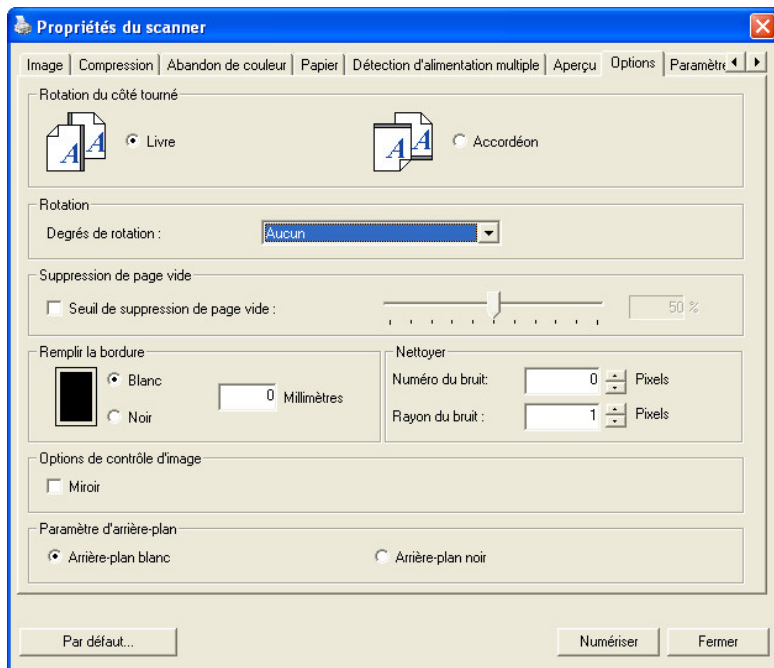 Propriétés du scanner
Image Compression Abandon de couleur Papier Détection d'alimentation multiple Aperçu Options Paramètre
Rotation du côté tourné
A A Livre A A Accordéon
Rotation
Degrés de rotation : Aucun
Suppression de page vide
Seuil de suppression de page vide : 50 %
Remplir la bordure
Blanc
0 Millimètres
Noir
Nettoyer
Numéro du bruit: 0 Pixels
Rayon du bruit : 1 Pixels
Options de contrôle d'image
Miroir
Paramètre d'arrière-plan
Arrière-plan blanc Arrière-plan noir
Par défaut... Numériser Fermer